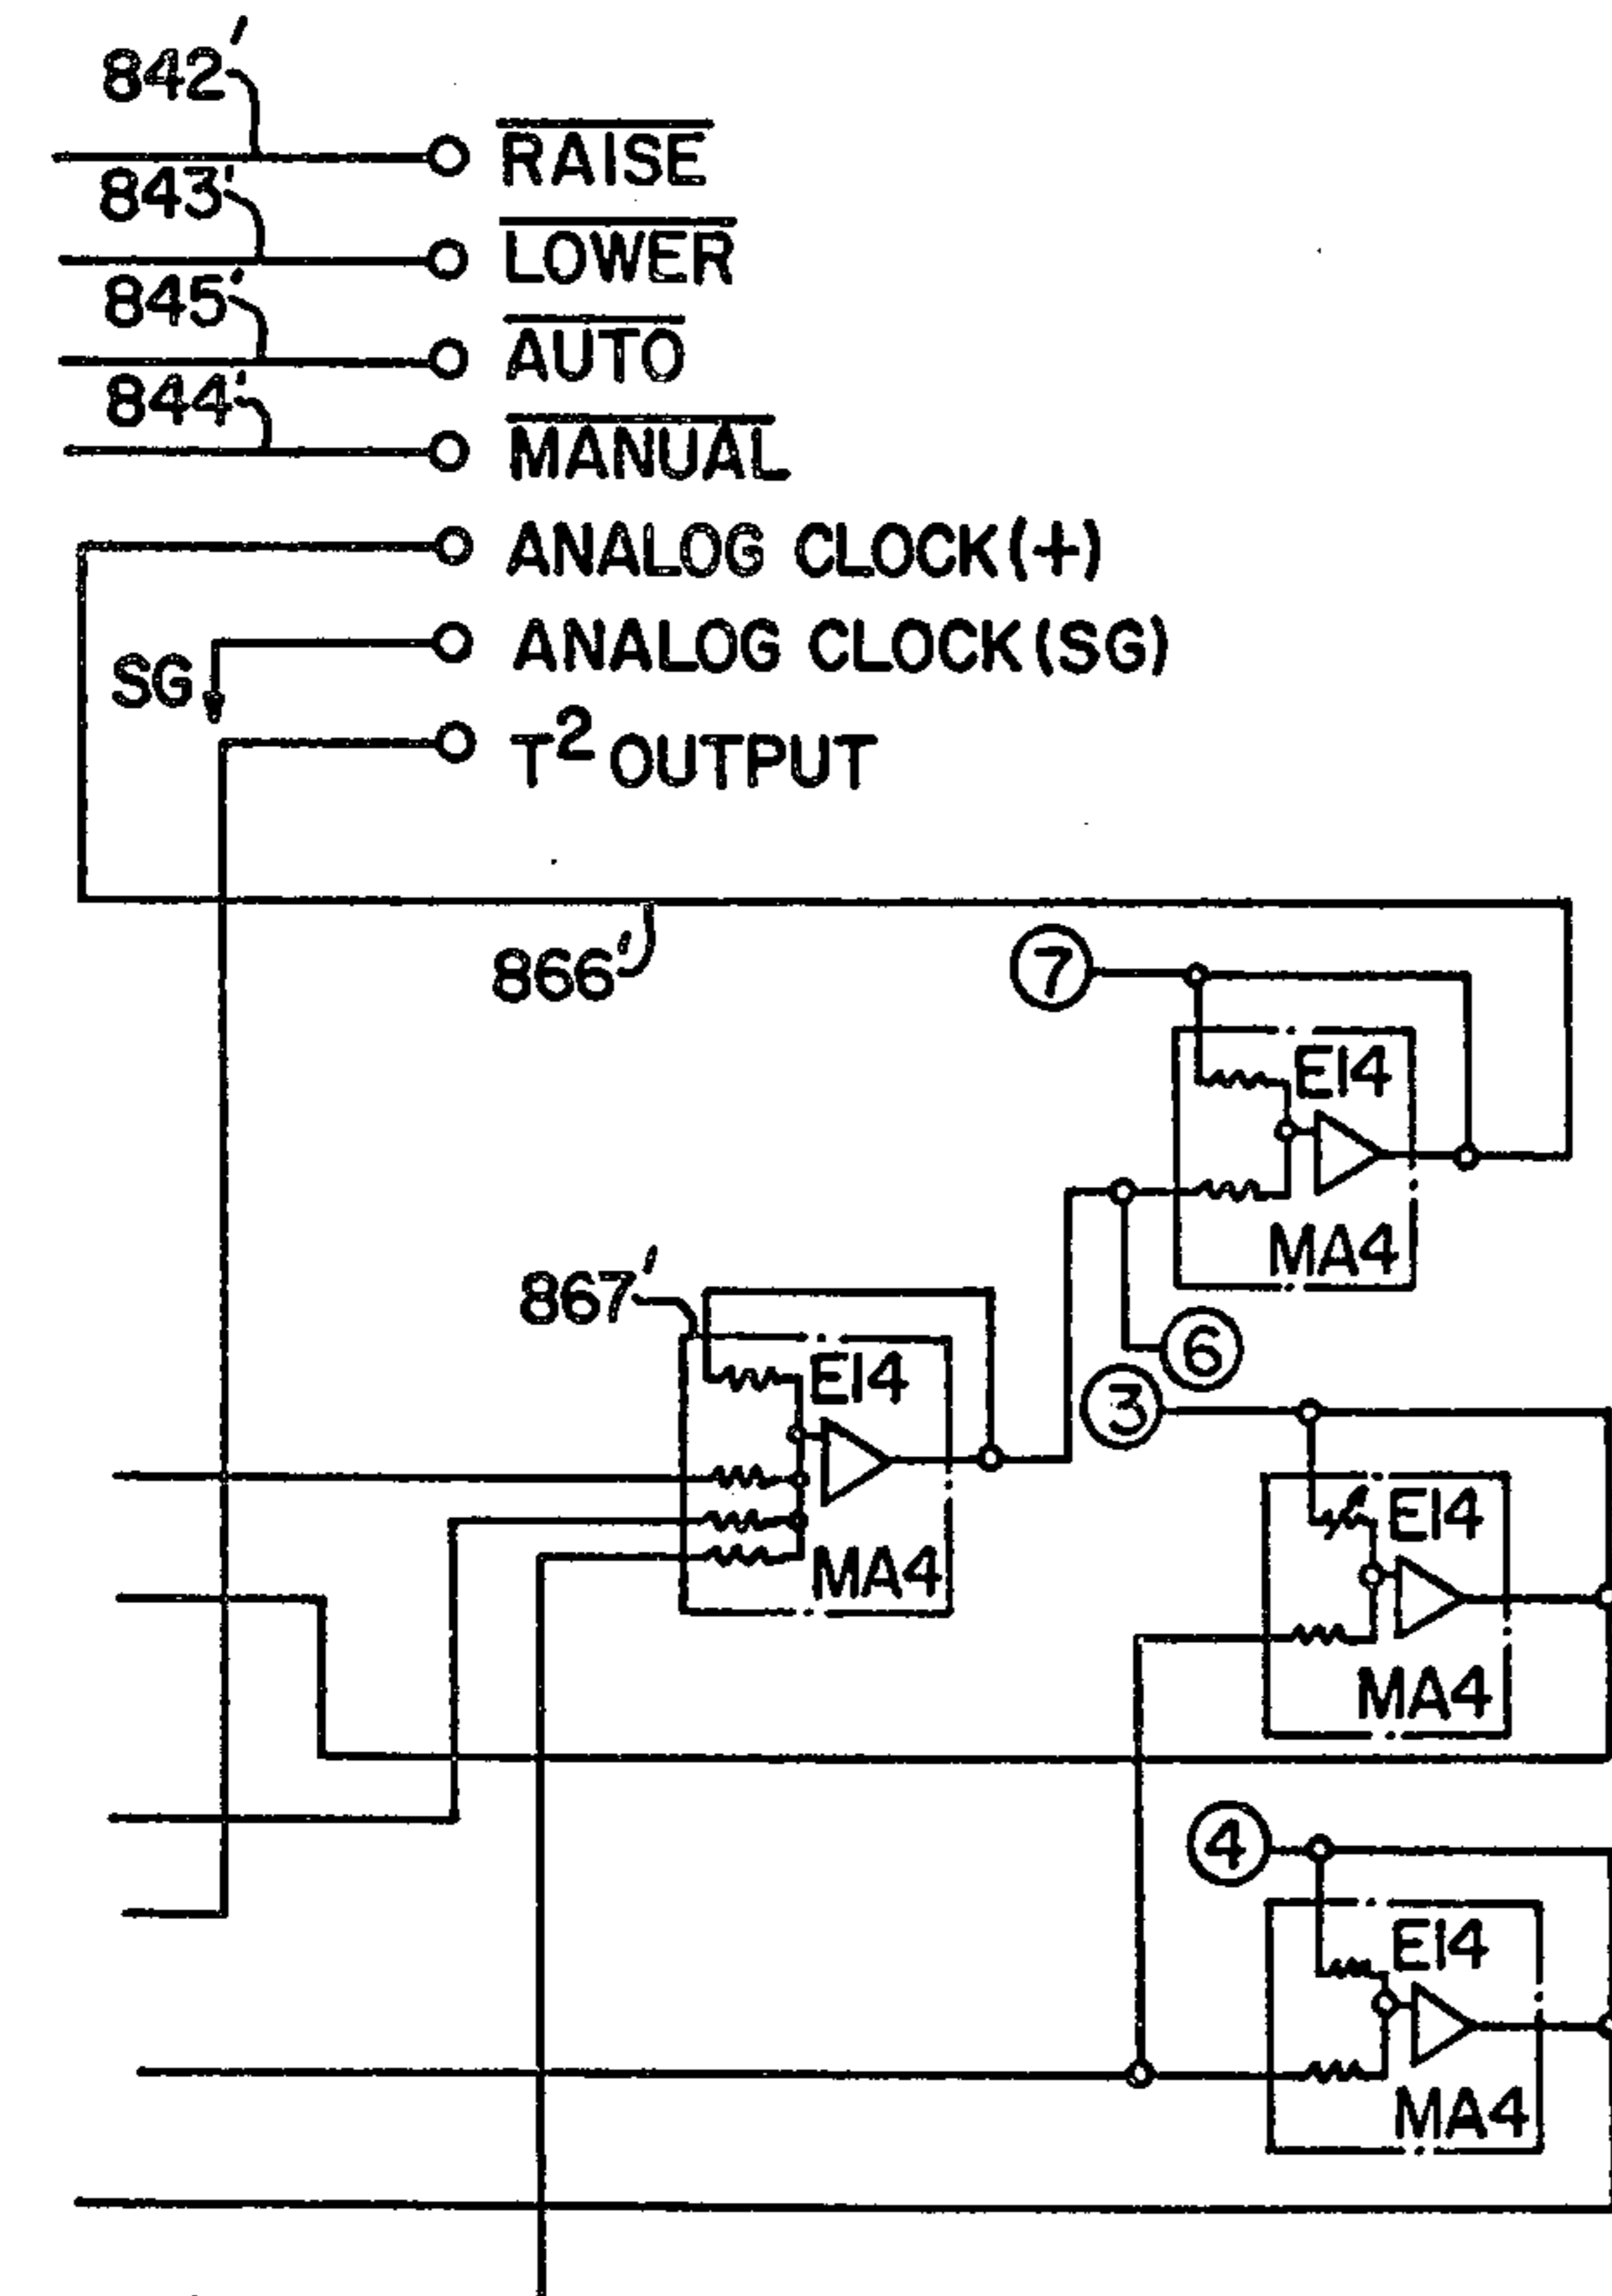 842'
RAISE
843'
LOWER
845'
AUTO
844'
MANUAL
ANALOG CLOCK(+)
ANALOG CLOCK(SG)
SG
T² OUTPUT
866'
7
E14
MA4
867'
6
E14
3
MA4
E14
MA4
4
E14
MA4